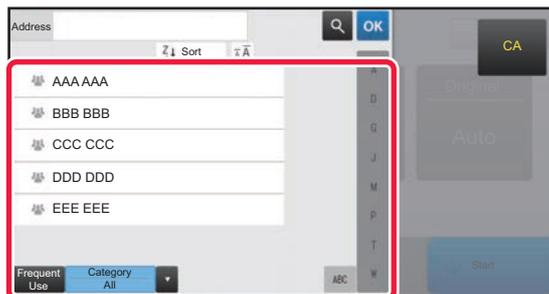 Address
OK
CA
Sort
A
AAA AAA
D
BBB BBB
Original
G
CCC CCC
Auto
J
DDD DDD
M
EEE EEE
P
T
Frequent
Use
Category
All
ABC
W
Start